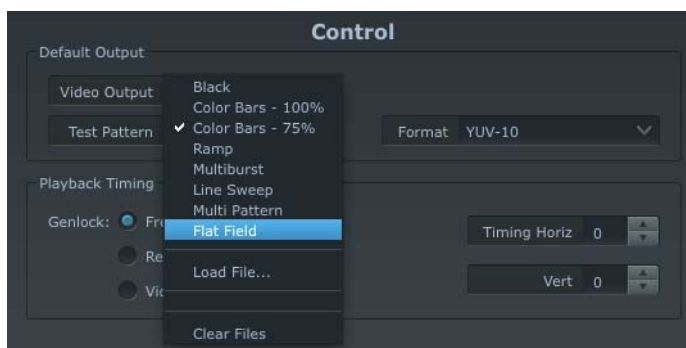 Control
Default Output
Video Output
Test Pattern
Black
Color Bars - 100%
Color Bars - 75%
Ramp
Multiburst
Line Sweep
Multi Pattern
Flat Field
Load File...
Clear Files
Format YUV-10
Playback Timing
Genlock:
Timing Horiz 0
Vert 0